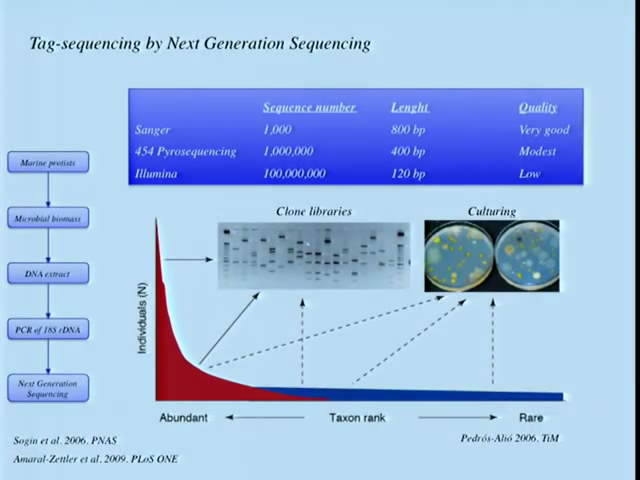 Tag-sequencing by Next Generation Sequencing
Sequence number Lenght Quality
Sanger 1,000 800 bp Very good
454 Pyrosequencing 1,000,000 400 bp Modest
Illumina 100,000,000 120 bp Low
Marine protists
Microbial biomass
DNA extract
PCR of 18S rDNA
Next Generation
Sequencing
Clone libraries Culturing
Individuals (N)
Abundant Taxon rank Rare
Sogin et al. 2006, PNAS
Amaral-Zettler et al. 2009, PLoS ONE
Pedrós-Alió 2006, TiM